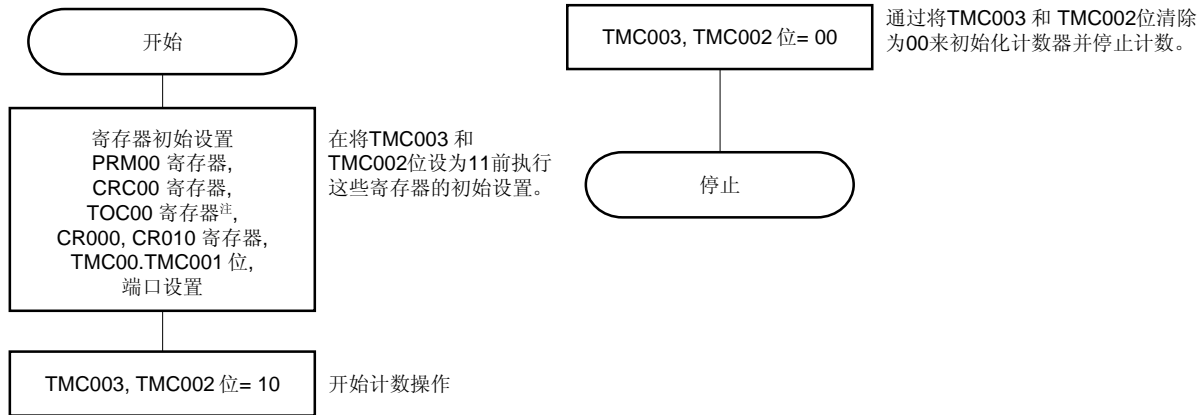 开始
寄存器初始设置
PRM00 寄存器,
CRC00 寄存器,
TOC00 寄存器注,
CR000, CR010 寄存器,
TMC00.TMC001 位,
端口设置
在将TMC003 和
TMC002位设为11前执行
这些寄存器的初始设置。
TMC003, TMC002 位= 10
开始计数操作
TMC003, TMC002 位= 00
通过将TMC003 和 TMC002位清除
为00来初始化计数器并停止计数。
停止